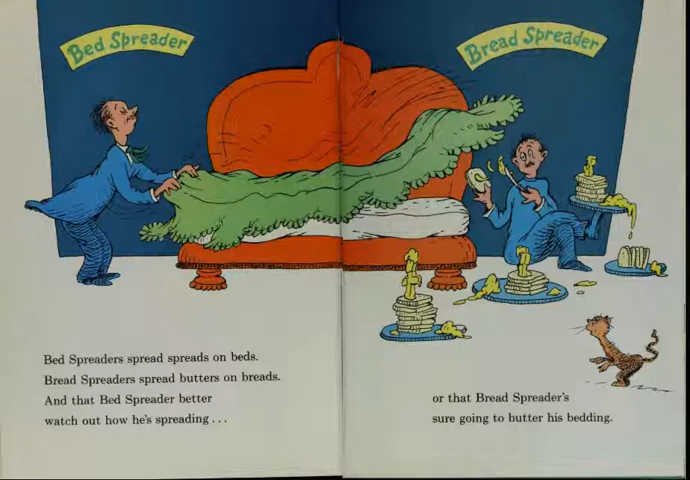 Bed Spreader
Bread Spreader
Bed Spreaders spread spreads on beds.
Bread Spreaders spread butters on breads.
And that Bed Spreader better
watch out how he's spreading...
or that Bread Spreader's
sure going to butter his bedding.